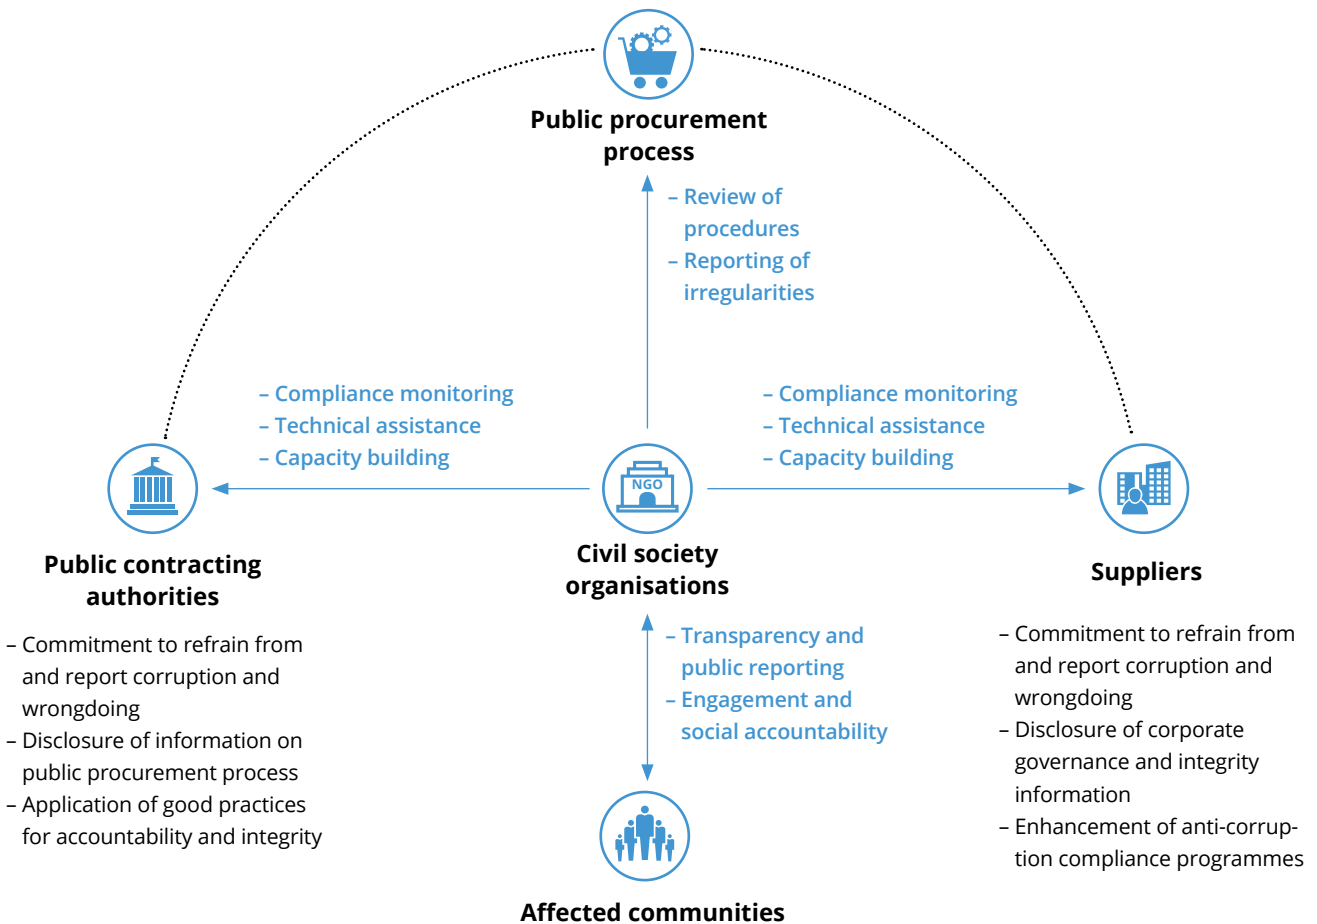 Public procurement
process
– Review of
procedures
– Reporting of
irregularities
– Compliance monitoring
– Technical assistance
– Capacity building
– Compliance monitoring
– Technical assistance
– Capacity building
NGO
Public contracting
authorities
– Commitment to refrain from
and report corruption and
wrongdoing
– Disclosure of information on
public procurement process
– Application of good practices
for accountability and integrity
Civil society
organisations
– Transparency and
public reporting
– Engagement and
social accountability
Suppliers
– Commitment to refrain from
and report corruption and
wrongdoing
– Disclosure of corporate
governance and integrity
information
– Enhancement of anti-corrup-
tion compliance programmes
Affected communities